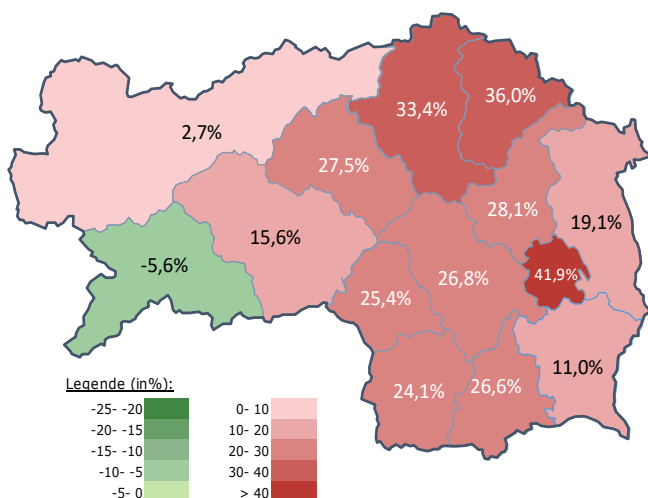 36,0%
33,4%
2,7%
27,5%
28,1%
19,1%
15,6%
-5,6%
26,8%
41,9%
25,4%
11,0%
24,1%
26,6%
Legende (in%):
-25- -20 0- 10
-20- -15 10- 20
-15- -10 20- 30
-10- -5 30- 40
-5- 0 > 40